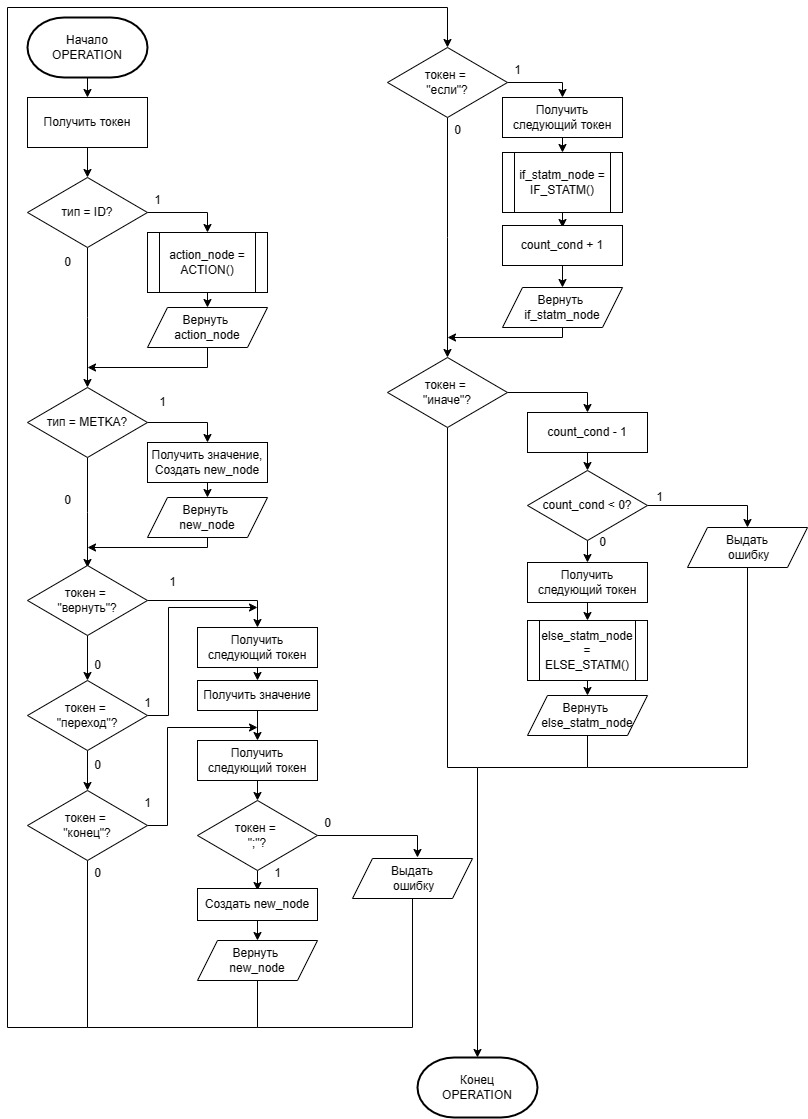 Начало
OPERATION
Получить токен
тип = ID?
1
0
action_node =
ACTION()
Вернуть
action_node
тип = МЕТКА?
1
0
Получить значение,
Создать new_node
Вернуть
new_node
токен =
"вернуть"?
1
0
Получить
следующий токен
Получить значение
токен =
"переход"?
1
0
Получить
следующий токен
токен =
"конец"?
1
0
токен =
";"?
0
1
Выдать
ошибку
Создать new_node
Вернуть
new_node
токен =
"если"?
1
0
Получить
следующий токен
if_statm_node =
IF_STATM()
count_cond + 1
Вернуть
if_statm_node
токен =
"иначе"?
count_cond - 1
count_cond < 0?
1
0
Выдать
ошибку
Получить
следующий токен
else_statm_node
=
ELSE_STATM()
Вернуть
else_statm_node
Конец
OPERATION